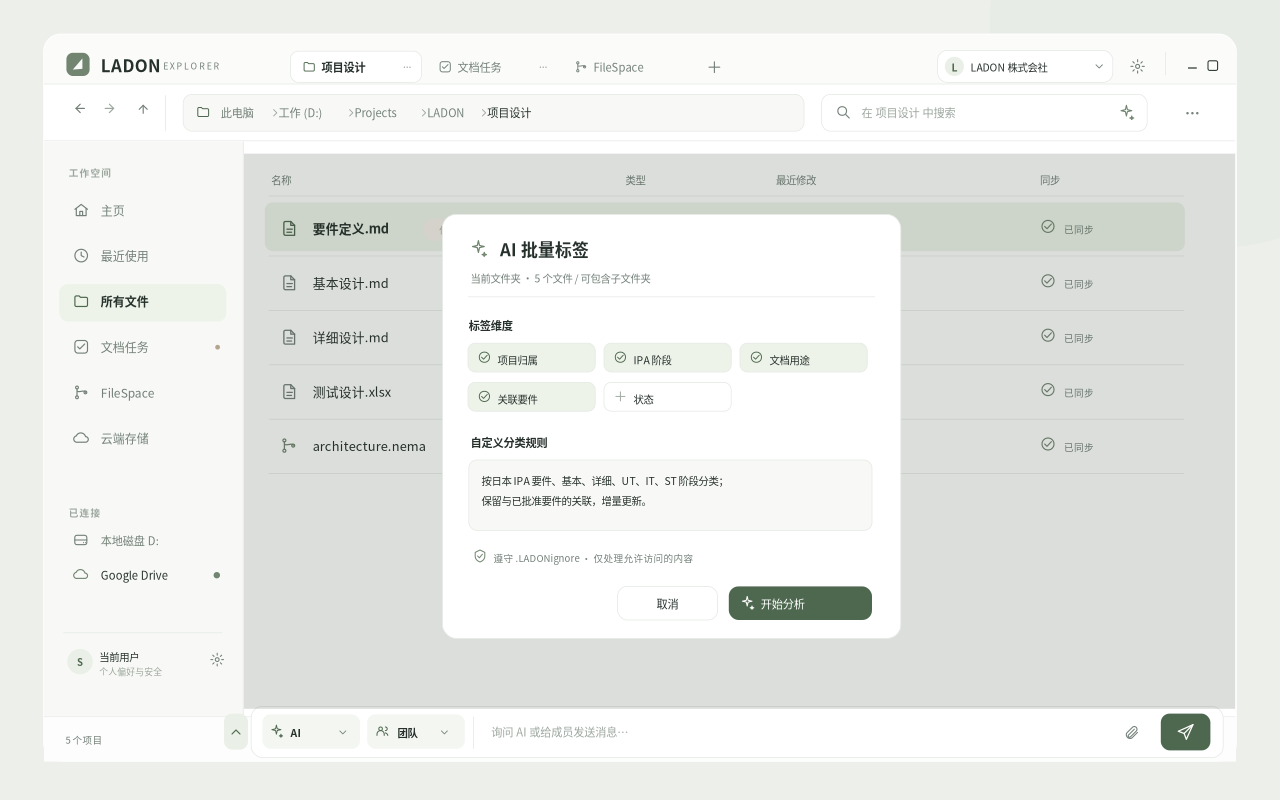 LADON EXPLORER
项目设计 ···
文档任务 ···
FileSpace
L LADON 株式会社
此电脑 工作 (D:) Projects LADON 项目设计
在 项目设计 中搜索
工作空间
主页
最近使用
所有文件
文档任务
FileSpace
云端存储
已连接
本地磁盘 D:
Google Drive
S
当前用户
个人偏好与安全
5 个项目
名称 类型 最近修改 同步
要件定义.md 已同步
基本设计.md 已同步
详细设计.md 已同步
测试设计.xlsx 已同步
architecture.nema 已同步
AI 批量标签
当前文件夹 · 5 个文件 / 可包含子文件夹
标签维度
项目归属 IPA 阶段 文档用途
关联要件 状态
自定义分类规则
按日本 IPA 要件、基本、详细、UT、IT、ST 阶段分类；
保留与已批准要件的关联，增量更新。
遵守 .LADONignore · 仅处理允许访问的内容
取消 开始分析
AI 团队 询问 AI 或给成员发送消息…